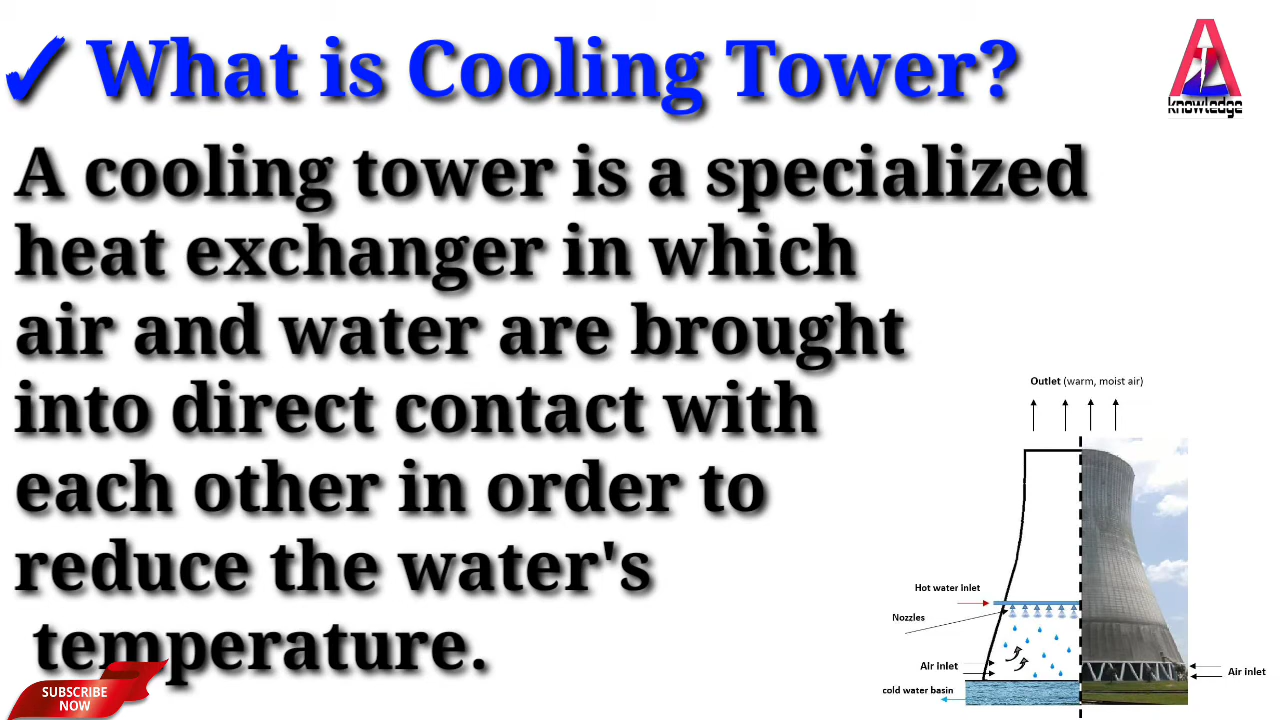 ✓ What is Cooling Tower?
knowledge
A cooling tower is a specialized
heat exchanger in which
air and water are brought
into direct contact with
each other in order to
reduce the water's
temperature.
Outlet (warm, moist air)
Hot water inlet
Nozzles
Air inlet
Air inlet
cold water basin
SUBSCRIBE
NOW